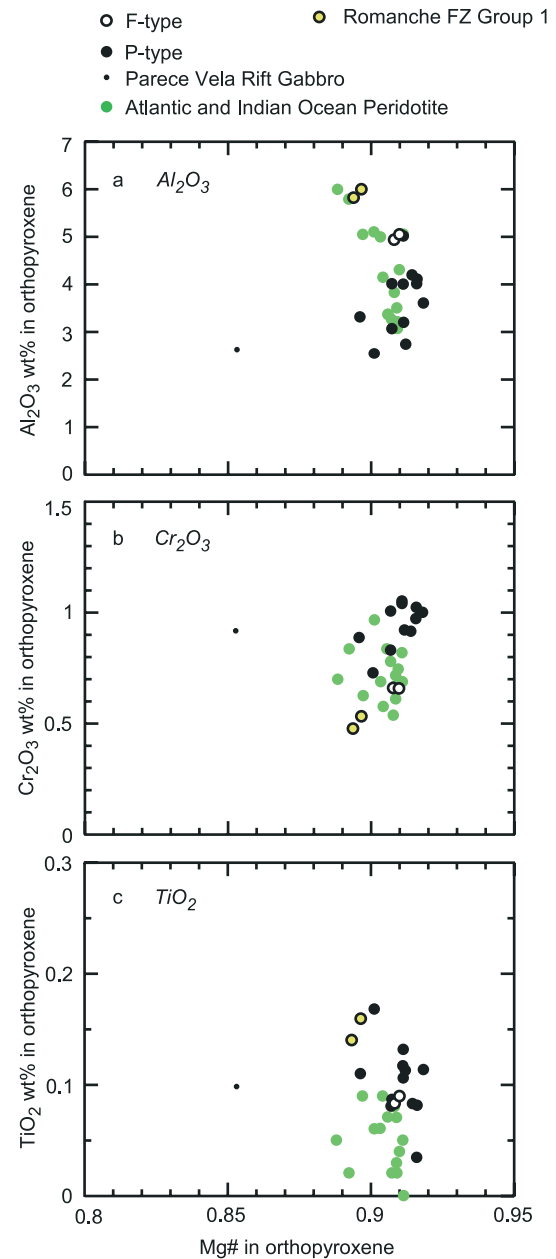 F-type
Romanche FZ Group 1
P-type
Parece Vela Rift Gabbro
Atlantic and Indian Ocean Peridotite
7
a Al2O3
6
5
4
3
2
1
0
Al2O3 wt% in orthopyroxene
1.5
b Cr2O3
1
0.5
0
Cr2O3 wt% in orthopyroxene
0.3
c TiO2
0.2
0.1
0
TiO2 wt% in orthopyroxene
0.8 0.85 0.9 0.95
Mg# in orthopyroxene